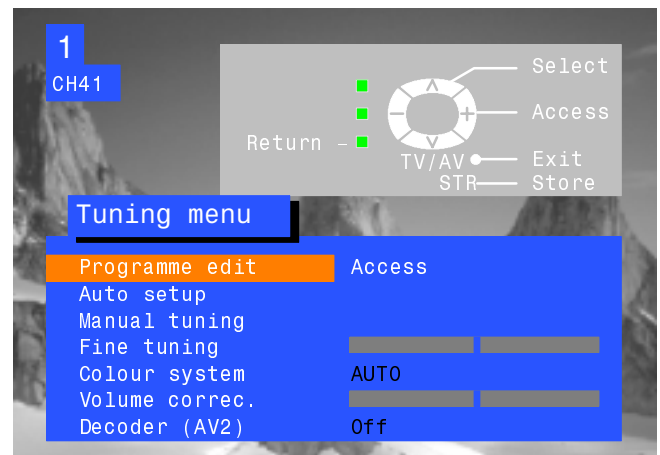 1
CH41
Select
Access
Return
TV/AV Exit
STR Store
Tuning menu
Programme edit Access
Auto setup
Manual tuning
Fine tuning
Colour system AUTO
Volume correc.
Decoder (AV2) Off